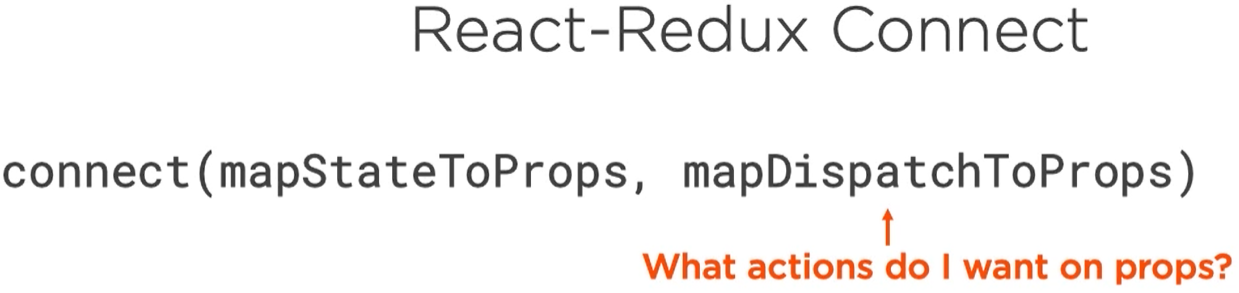 React-Redux Connect
connect(mapStateToProps, mapDispatchToProps)
What actions do I want on props?